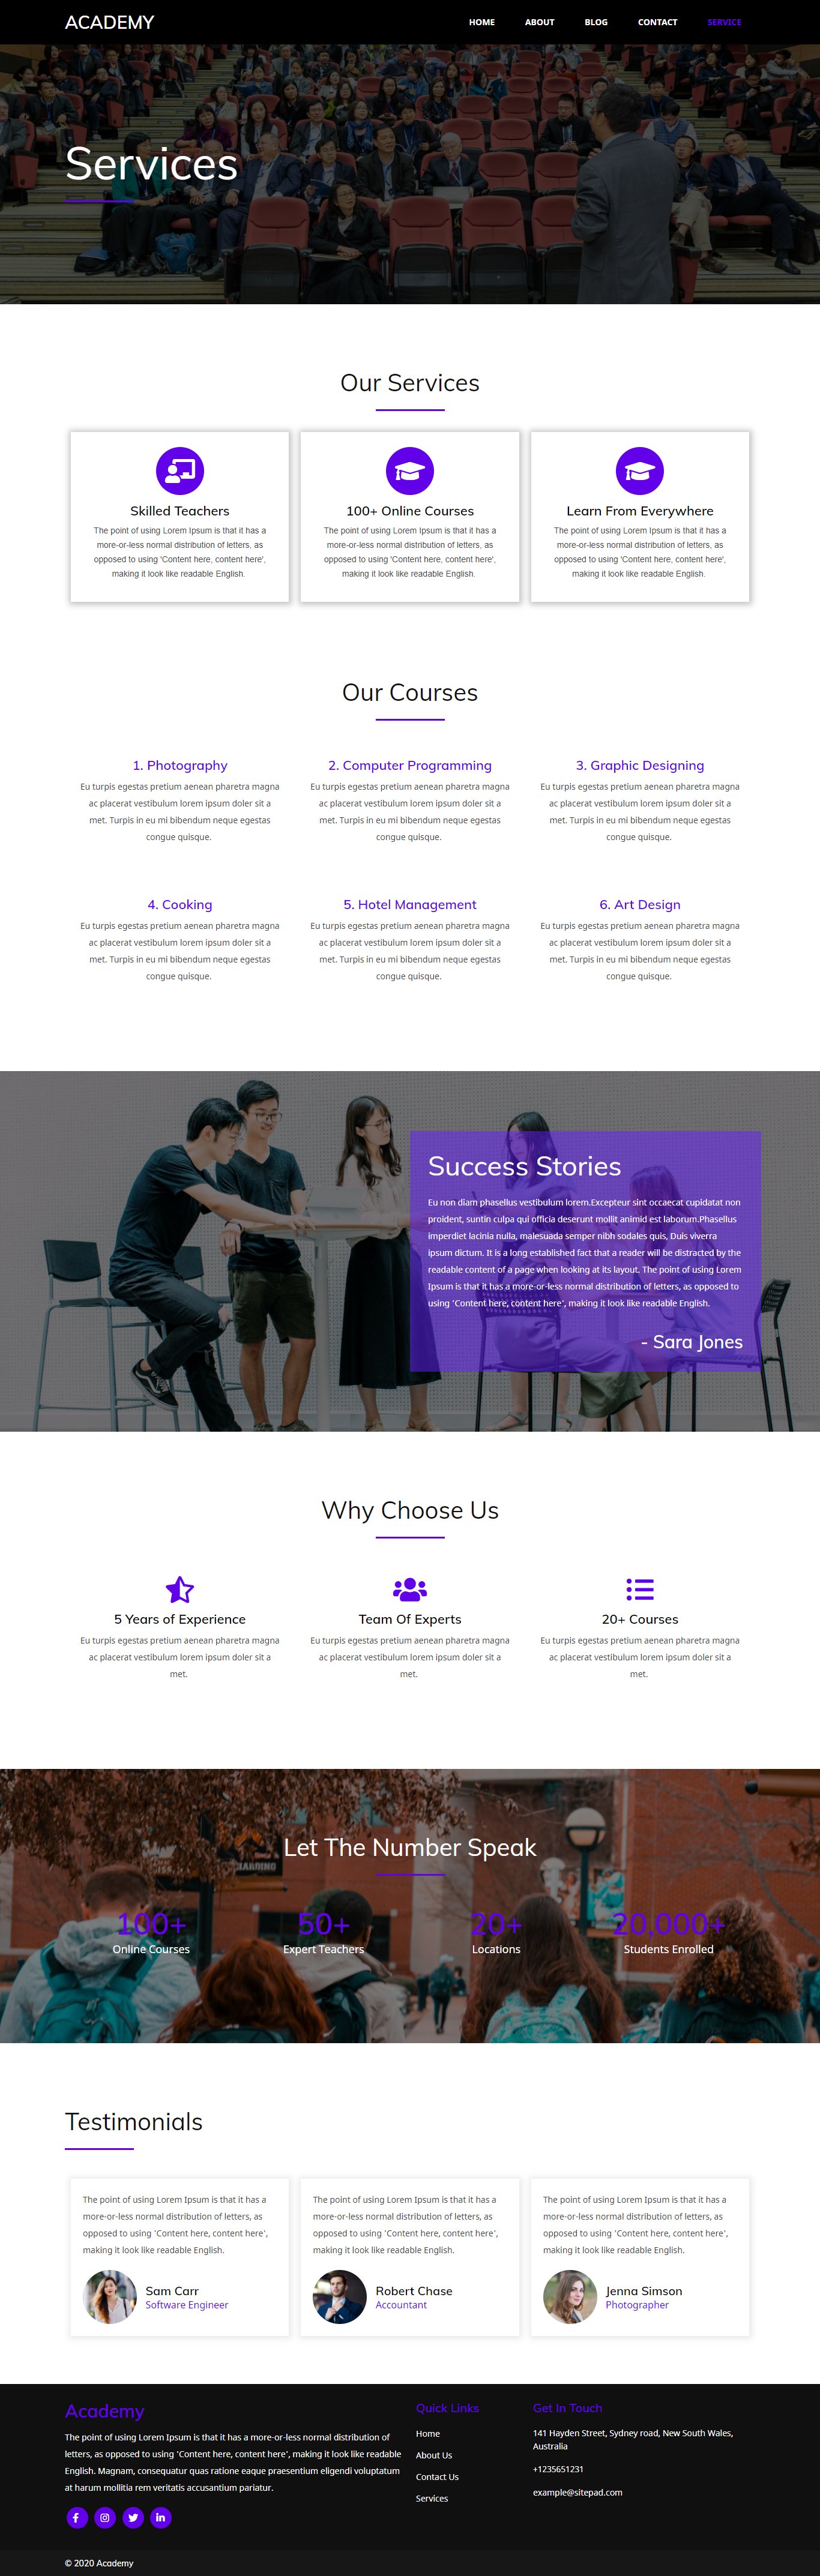 ACADEMY
HOME ABOUT BLOG CONTACT SERVICE
Services
Our Services
Skilled Teachers
The point of using Lorem Ipsum is that it has a
more-or-less normal distribution of letters, as
opposed to using 'Content here, content here',
making it look like readable English.
100+ Online Courses
The point of using Lorem Ipsum is that it has a
more-or-less normal distribution of letters, as
opposed to using 'Content here, content here',
making it look like readable English.
Learn From Everywhere
The point of using Lorem Ipsum is that it has a
more-or-less normal distribution of letters, as
opposed to using 'Content here, content here',
making it look like readable English.
Our Courses
1. Photography
Eu turpis egestas pretium aenean pharetra magna
ac placerat vestibulum lorem ipsum doler sit a
met. Turpis in eu mi bibendum neque egestas
congue quisque.
2. Computer Programming
Eu turpis egestas pretium aenean pharetra magna
ac placerat vestibulum lorem ipsum doler sit a
met. Turpis in eu mi bibendum neque egestas
congue quisque.
3. Graphic Designing
Eu turpis egestas pretium aenean pharetra magna
ac placerat vestibulum lorem ipsum doler sit a
met. Turpis in eu mi bibendum neque egestas
congue quisque.
4. Cooking
Eu turpis egestas pretium aenean pharetra magna
ac placerat vestibulum lorem ipsum doler sit a
met. Turpis in eu mi bibendum neque egestas
congue quisque.
5. Hotel Management
Eu turpis egestas pretium aenean pharetra magna
ac placerat vestibulum lorem ipsum doler sit a
met. Turpis in eu mi bibendum neque egestas
congue quisque.
6. Art Design
Eu turpis egestas pretium aenean pharetra magna
ac placerat vestibulum lorem ipsum doler sit a
met. Turpis in eu mi bibendum neque egestas
congue quisque.
Success Stories
Eu non diam phasellus vestibulum lorem.Excepteur sint occaecat cupidatat non
proident, suntin culpa qui officia deserunt mollit animid est laborum.Phasellus
imperdiet lacinia nulla, malesuada semper nibh sodales quis, Duis viverra
ipsum dictum. It is a long established fact that a reader will be distracted by the
readable content of a page when looking at its layout. The point of using Lorem
Ipsum is that it has a more-or-less normal distribution of letters, as opposed to
using 'Content here, content here', making it look like readable English.
- Sara Jones
Why Choose Us
5 Years of Experience
Eu turpis egestas pretium aenean pharetra magna
ac placerat vestibulum lorem ipsum doler sit a
met.
Team Of Experts
Eu turpis egestas pretium aenean pharetra magna
ac placerat vestibulum lorem ipsum doler sit a
met.
20+ Courses
Eu turpis egestas pretium aenean pharetra magna
ac placerat vestibulum lorem ipsum doler sit a
met.
Let The Number Speak
100+
Online Courses
50+
Expert Teachers
20+
Locations
20,000+
Students Enrolled
Testimonials
The point of using Lorem Ipsum is that it has a
more-or-less normal distribution of letters, as
opposed to using 'Content here, content here',
making it look like readable English.
Sam Carr
Software Engineer
The point of using Lorem Ipsum is that it has a
more-or-less normal distribution of letters, as
opposed to using 'Content here, content here',
making it look like readable English.
Robert Chase
Accountant
The point of using Lorem Ipsum is that it has a
more-or-less normal distribution of letters, as
opposed to using 'Content here, content here',
making it look like readable English.
Jenna Simson
Photographer
Academy
The point of using Lorem Ipsum is that it has a more-or-less normal distribution of
letters, as opposed to using 'Content here, content here', making it look like readable
English. Magnam, consequatur quas ratione eaque praesentium eligendi voluptatum
at harum mollitia rem veritatis accusantium pariatur.
Quick Links
Home
About Us
Contact Us
Services
Get In Touch
141 Hayden Street, Sydney road, New South Wales,
Australia
+1235651231
example@sitepad.com
© 2020 Academy